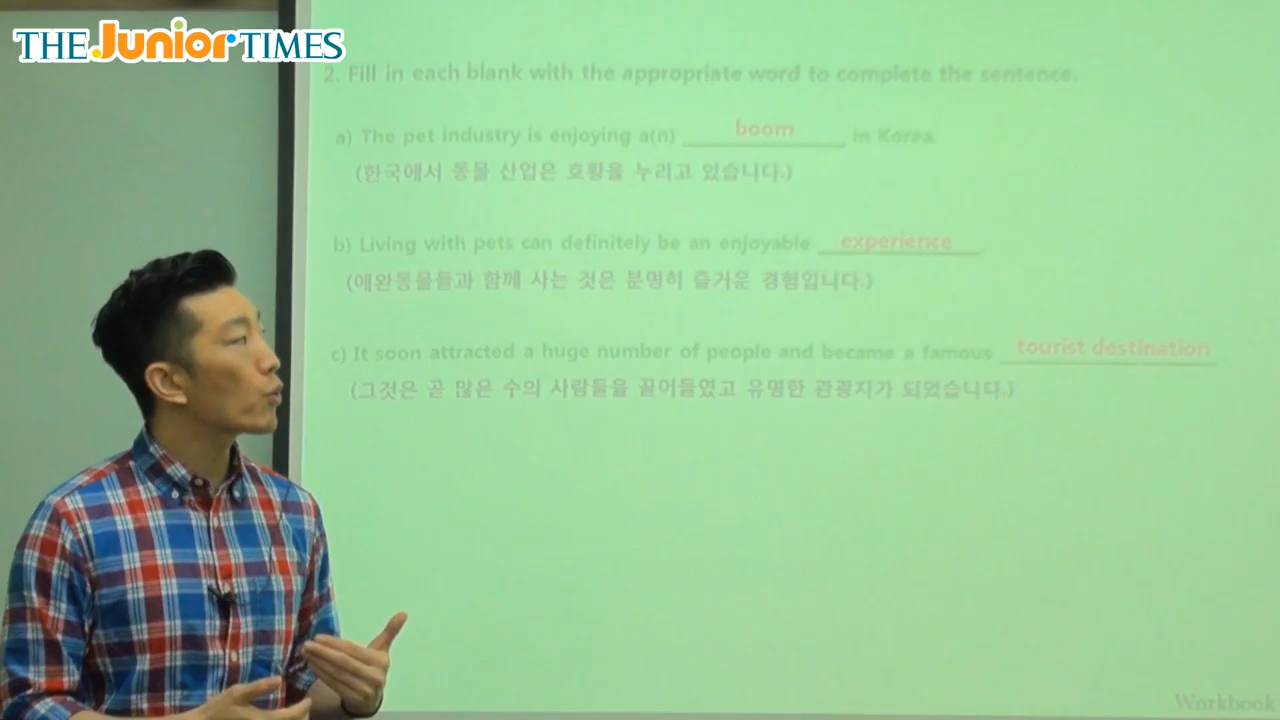 THE Junior TIMES
2. Fill in each blank with the appropriate word to complete the sentence.
a) The pet industry is enjoying a(n) boom in Korea
(한국에서 동물 산업은 호황을 누리고 있습니다.)
b) Living with pets can definitely be an enjoyable experience
(애완동물들과 함께 사는 것은 분명히 즐거운 경험입니다.)
c) It soon attracted a huge number of people and became a famous tourist destination
(그것은 곧 많은 수의 사람들을 끌어들였고 유명한 관광지가 되었습니다.)
Workbook